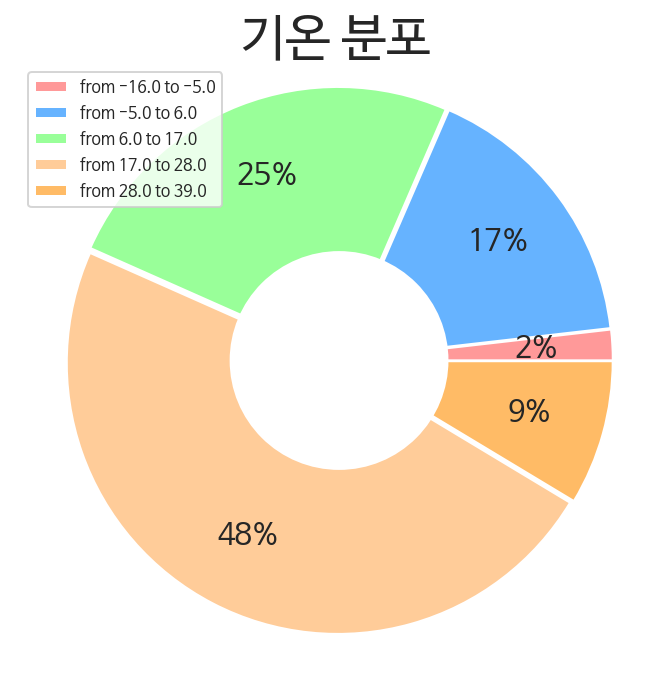 기온 분포
from −16.0 to −5.0
from −5.0 to 6.0
from 6.0 to 17.0
from 17.0 to 28.0
from 28.0 to 39.0
25%
17%
2%
9%
48%